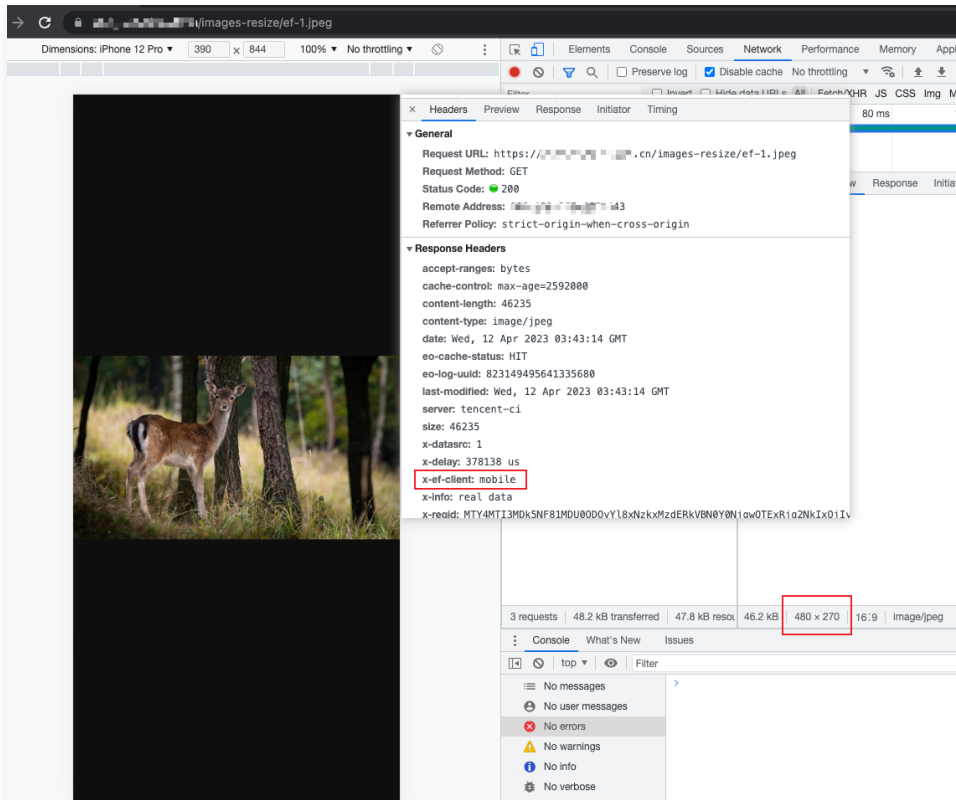 /images-resize/ef-1.jpeg
Dimensions: iPhone 12 Pro ▼ 390 x 844 100% ▼ No throttling ▼
Elements Console Sources Network Performance Memory Appl
Preserve log Disable cache No throttling ▼
Filter Invert Hide data URLs All Fetch/XHR JS CSS Img M
80 ms
× Headers Preview Response Initiator Timing
w Response Initia
▼ General
Request URL: https:// .cn/images-resize/ef-1.jpeg
Request Method: GET
Status Code: 200
Remote Address: 43
Referrer Policy: strict-origin-when-cross-origin
▼ Response Headers
accept-ranges: bytes
cache-control: max-age=2592000
content-length: 46235
content-type: image/jpeg
date: Wed, 12 Apr 2023 03:43:14 GMT
eo-cache-status: HIT
eo-log-uuid: 823149495641335680
last-modified: Wed, 12 Apr 2023 03:43:14 GMT
server: tencent-ci
size: 46235
x-datasrc: 1
x-delay: 378138 us
x-ef-client: mobile
x-info: real data
x-reqid:
3 requests 48.2 kB transferred 47.8 kB resou 46.2 kB 480 × 270 16:9 image/jpeg
Console What's New Issues
top ▼ Filter
No messages
No user messages
No errors
No warnings
No info
No verbose